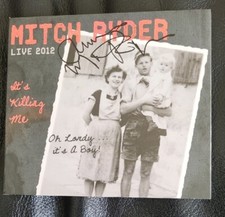 MITCH RYDER
LIVE 2012
It's
Killing
Me
Oh Lordy...
it's A Boy!